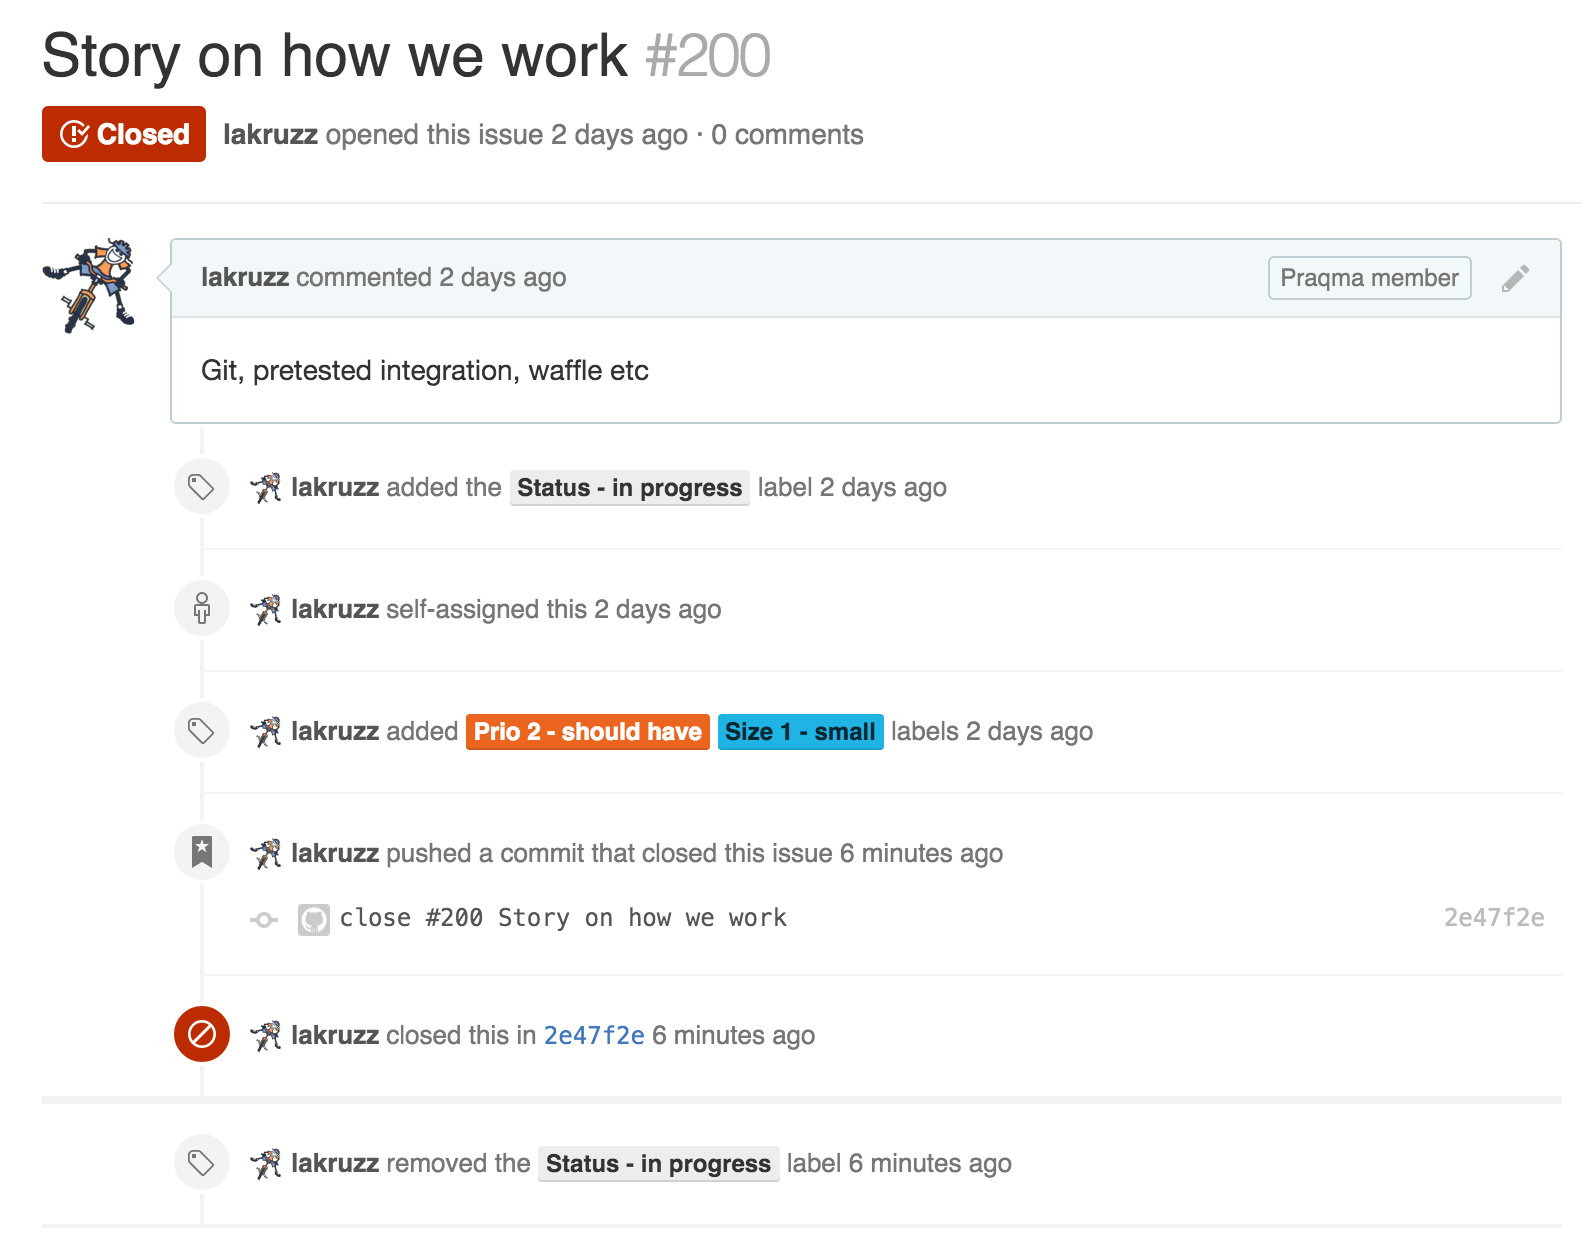 Story on how we work #200
Closed lakruzz opened this issue 2 days ago · 0 comments
lakruzz commented 2 days ago Praqma member
Git, pretested integration, waffle etc
lakruzz added the Status - in progress label 2 days ago
lakruzz self-assigned this 2 days ago
lakruzz added Prio 2 - should have Size 1 - small labels 2 days ago
lakruzz pushed a commit that closed this issue 6 minutes ago
close #200 Story on how we work 2e47f2e
lakruzz closed this in 2e47f2e 6 minutes ago
lakruzz removed the Status - in progress label 6 minutes ago